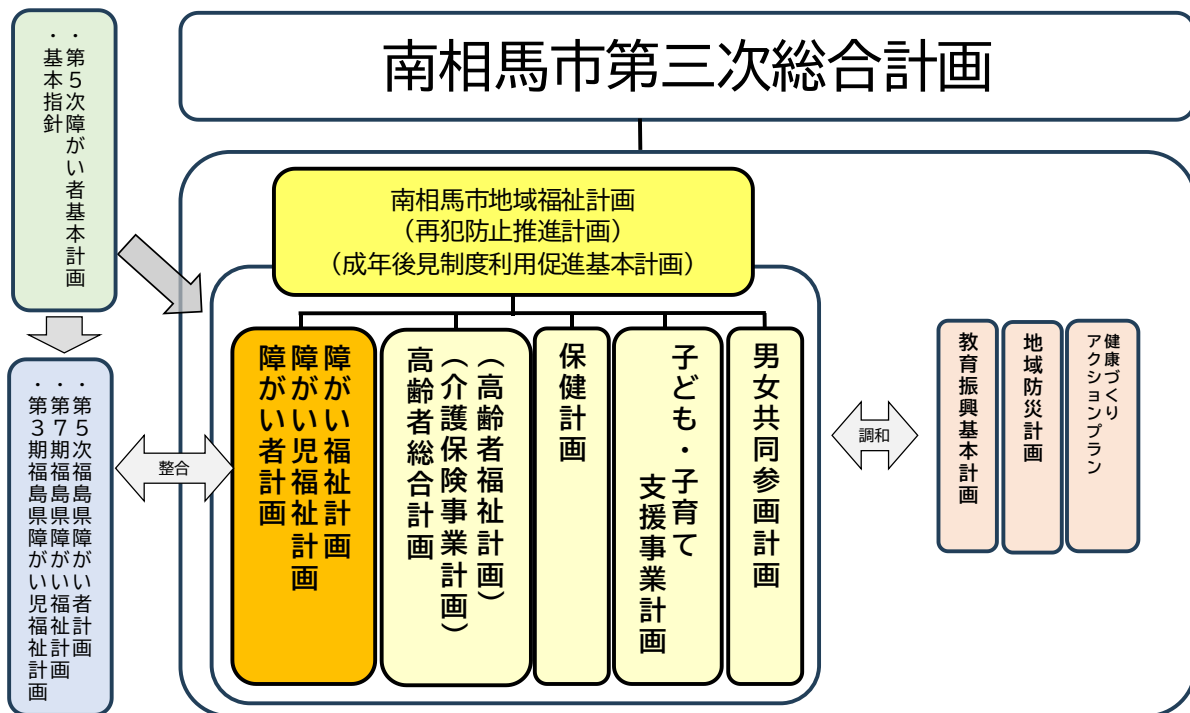 南相馬市第三次総合計画
・第５次障がい者基本計画
・基本指針
南相馬市地域福祉計画
（再犯防止推進計画）
（成年後見制度利用促進基本計画）
・第５次福島県障がい者計画
・第７期福島県障がい福祉計画
・第３期福島県障がい児福祉計画
整合
障がい福祉計画
障がい児福祉計画
障がい者計画
（高齢者福祉計画）
（介護保険事業計画）
高齢者総合計画
保健計画
子ども・子育て
支援事業計画
男女共同参画計画
調和
教育振興基本計画
地域防災計画
健康づくり
アクションプラン